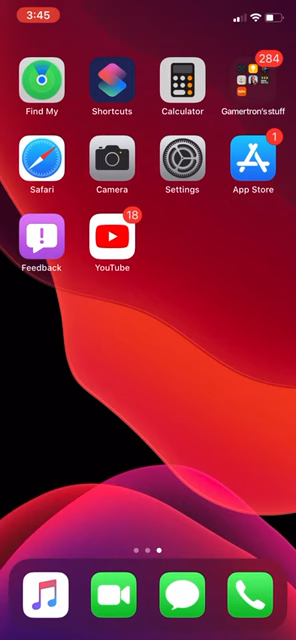 3:45
284
Find My
Shortcuts
Calculator
Gamertron's stuff
1
Safari
Camera
Settings
App Store
18
Feedback
YouTube